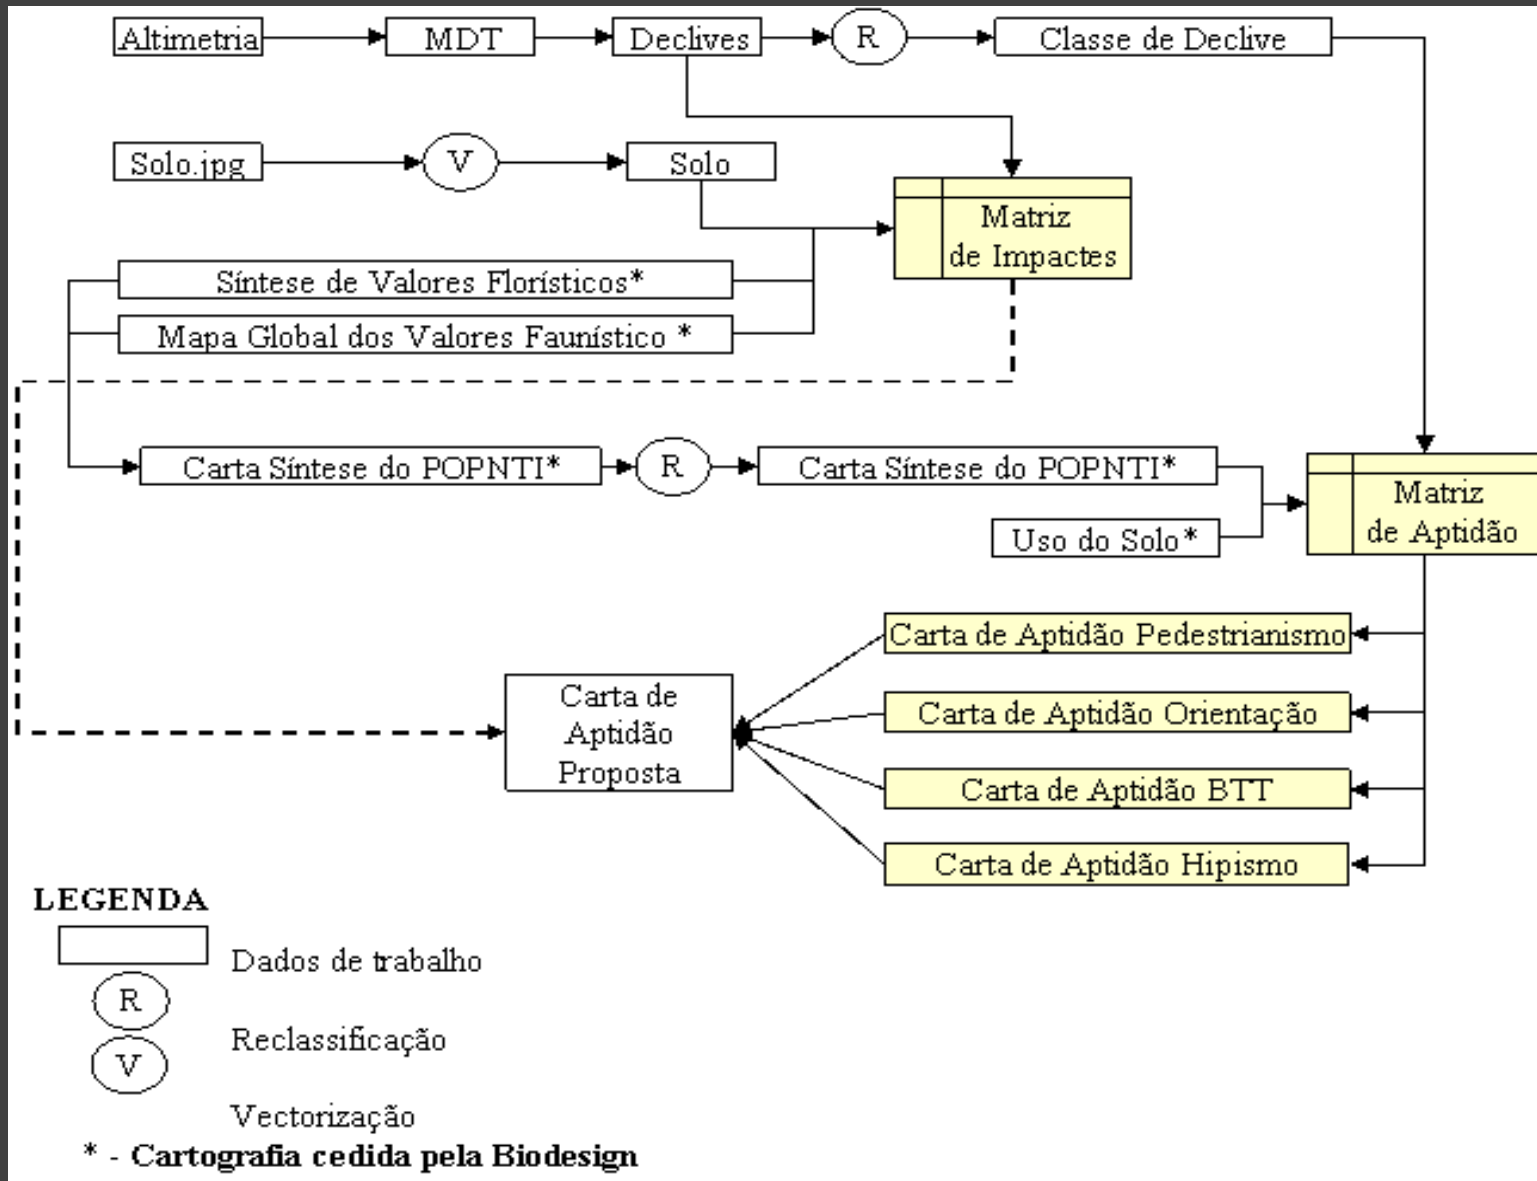 Altimetria
MDT
Declives
R
Classe de Declive
Solo.jpg
V
Solo
Matriz
de Impactes
Síntese de Valores Florísticos*
Mapa Global dos Valores Faunístico *
Carta Síntese do POPNTI*
R
Carta Síntese do POPNTI*
Uso do Solo*
Matriz
de Aptidão
Carta de Aptidão Pedestrianismo
Carta de Aptidão Orientação
Carta de Aptidão BTT
Carta de Aptidão Hipismo
Carta de
Aptidão
Proposta
LEGENDA
Dados de trabalho
R
Reclassificação
V
Vectorização
* - Cartografia cedida pela Biodesign